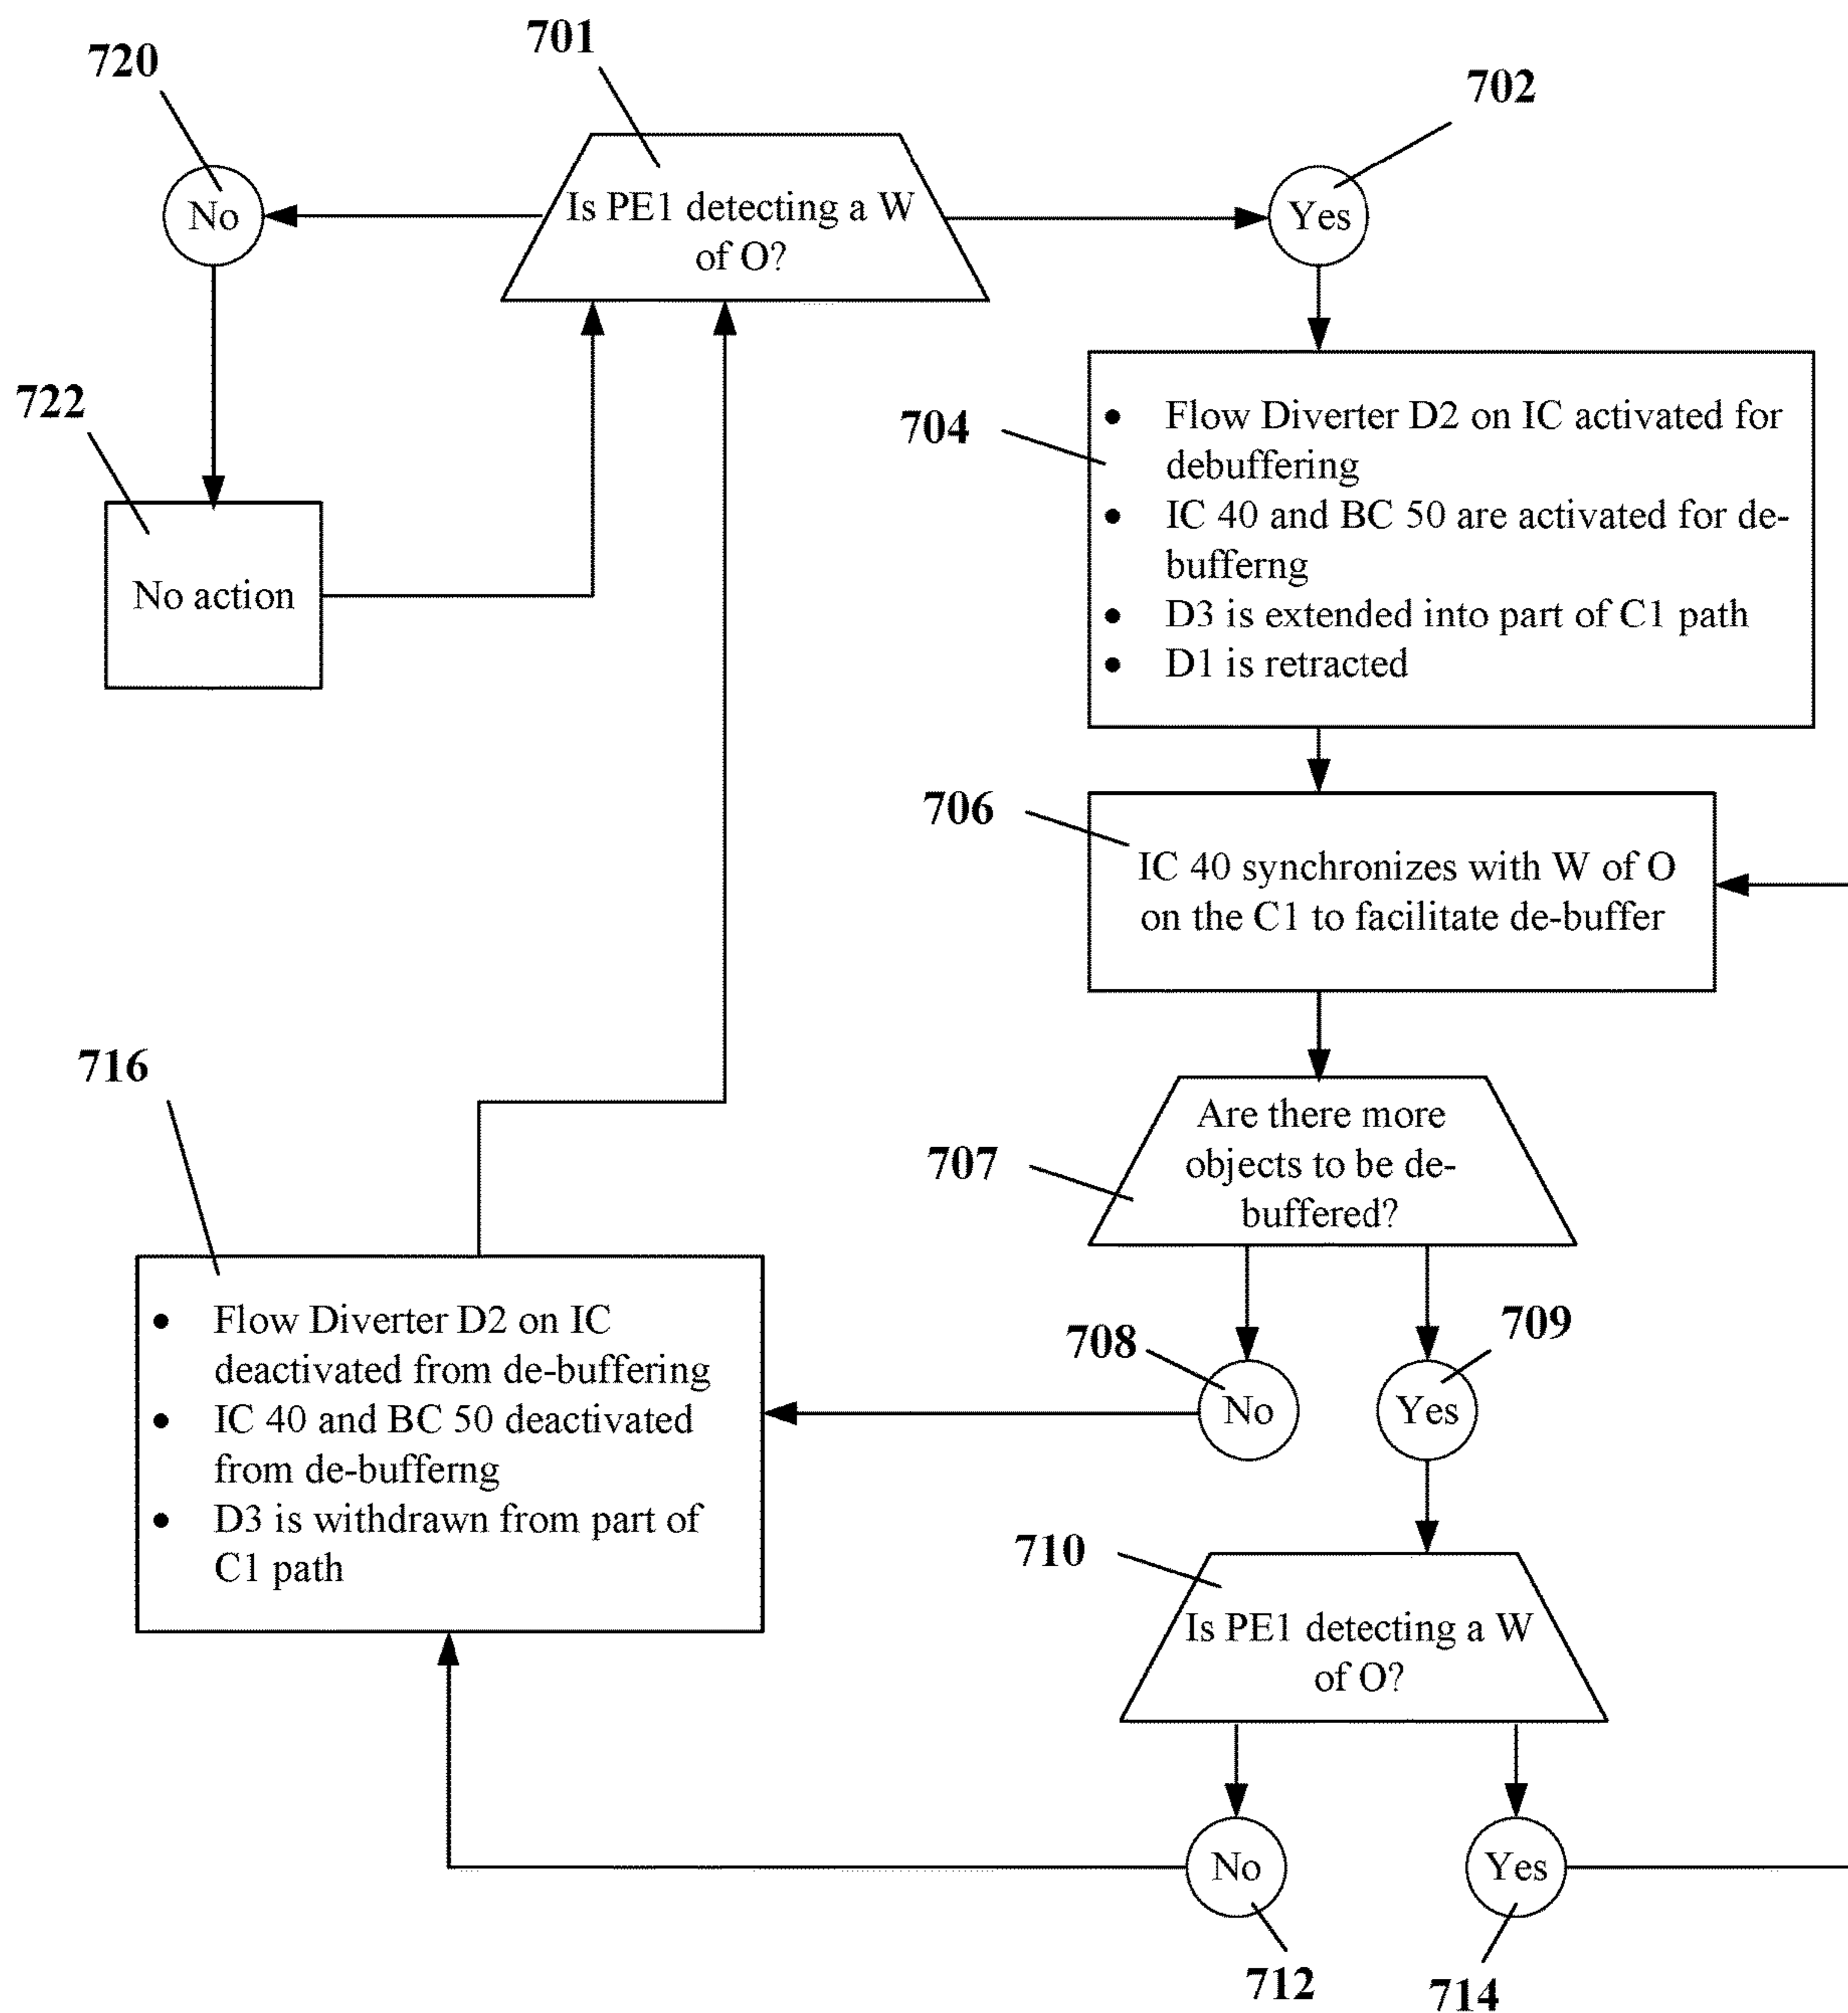 701
720
702
Is PE1 detecting a W
of O?
No
Yes
722
No action
704
• Flow Diverter D2 on IC activated for
debuffering
• IC 40 and BC 50 are activated for de-
bufferng
• D3 is extended into part of C1 path
• D1 is retracted
706
IC 40 synchronizes with W of O
on the C1 to facilitate de-buffer
707
Are there more
objects to be de-
buffered?
708
No
709
Yes
716
• Flow Diverter D2 on IC
deactivated from de-buffering
• IC 40 and BC 50 deactivated
from de-bufferng
• D3 is withdrawn from part of
C1 path
710
Is PE1 detecting a W
of O?
No
Yes
712
714